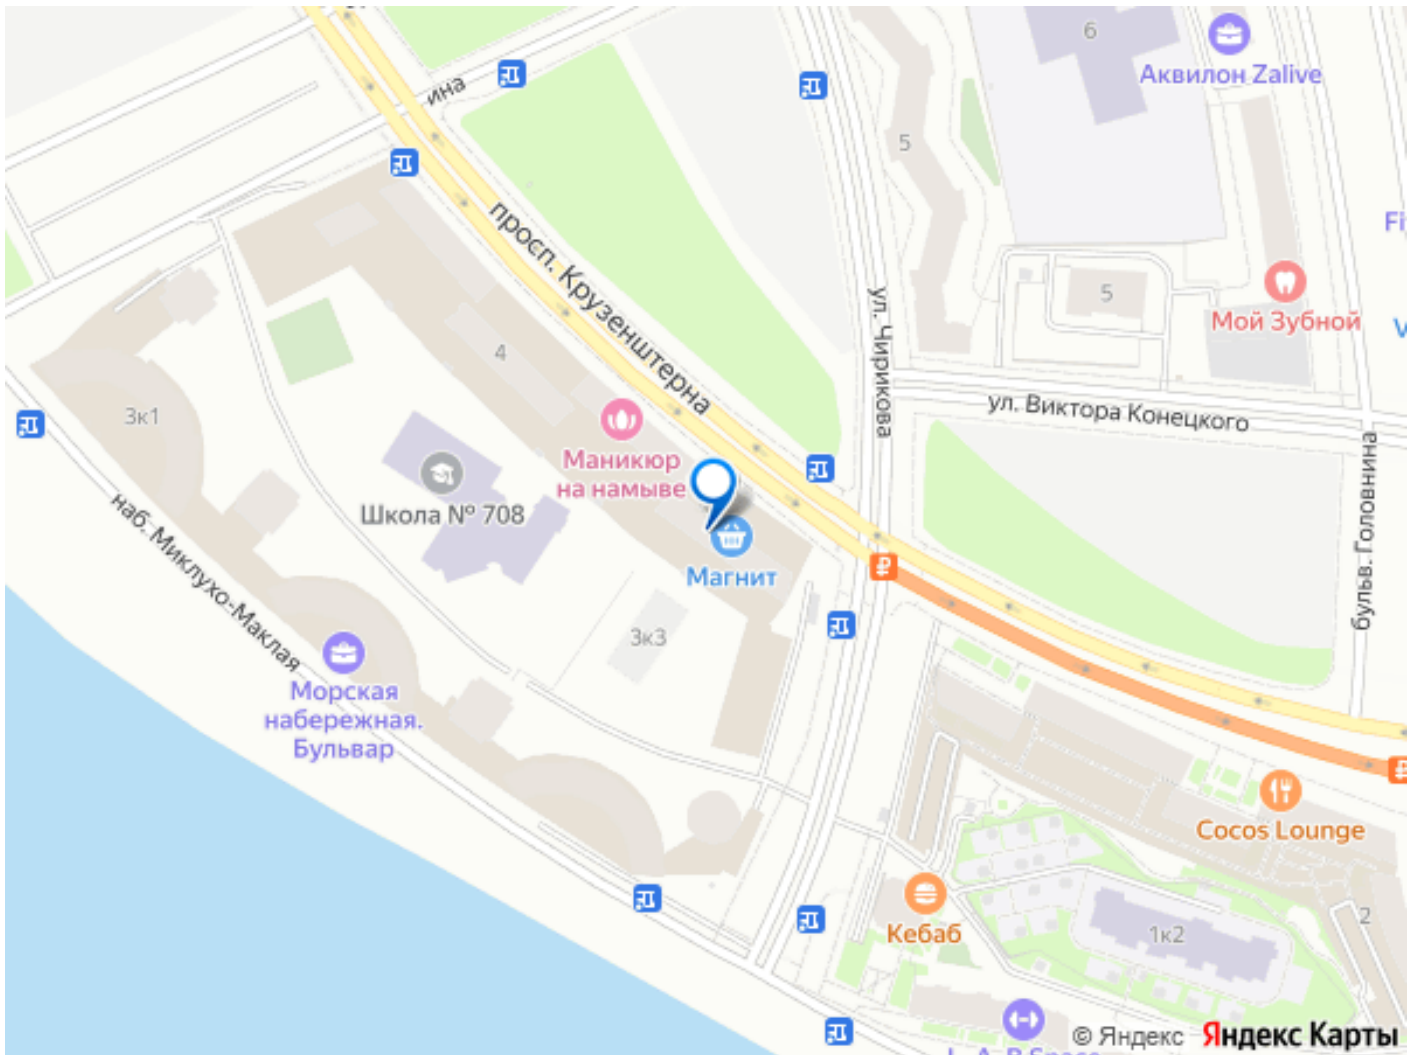 6
Аквилон Zalive
ина
5
просп. Крузенштерна
ул. Чирикова
5
Мой Зубной
4
3к1
ул. Виктора Конецкого
Маникюр
на намыве
бульв. Головнина
Школа № 708
наб. Миклухо-Маклая
Магнит
3к3
Морская
набережная.
Бульвар
Cocos Lounge
Кебаб
2
1к2
© Яндекс
Яндекс Карты